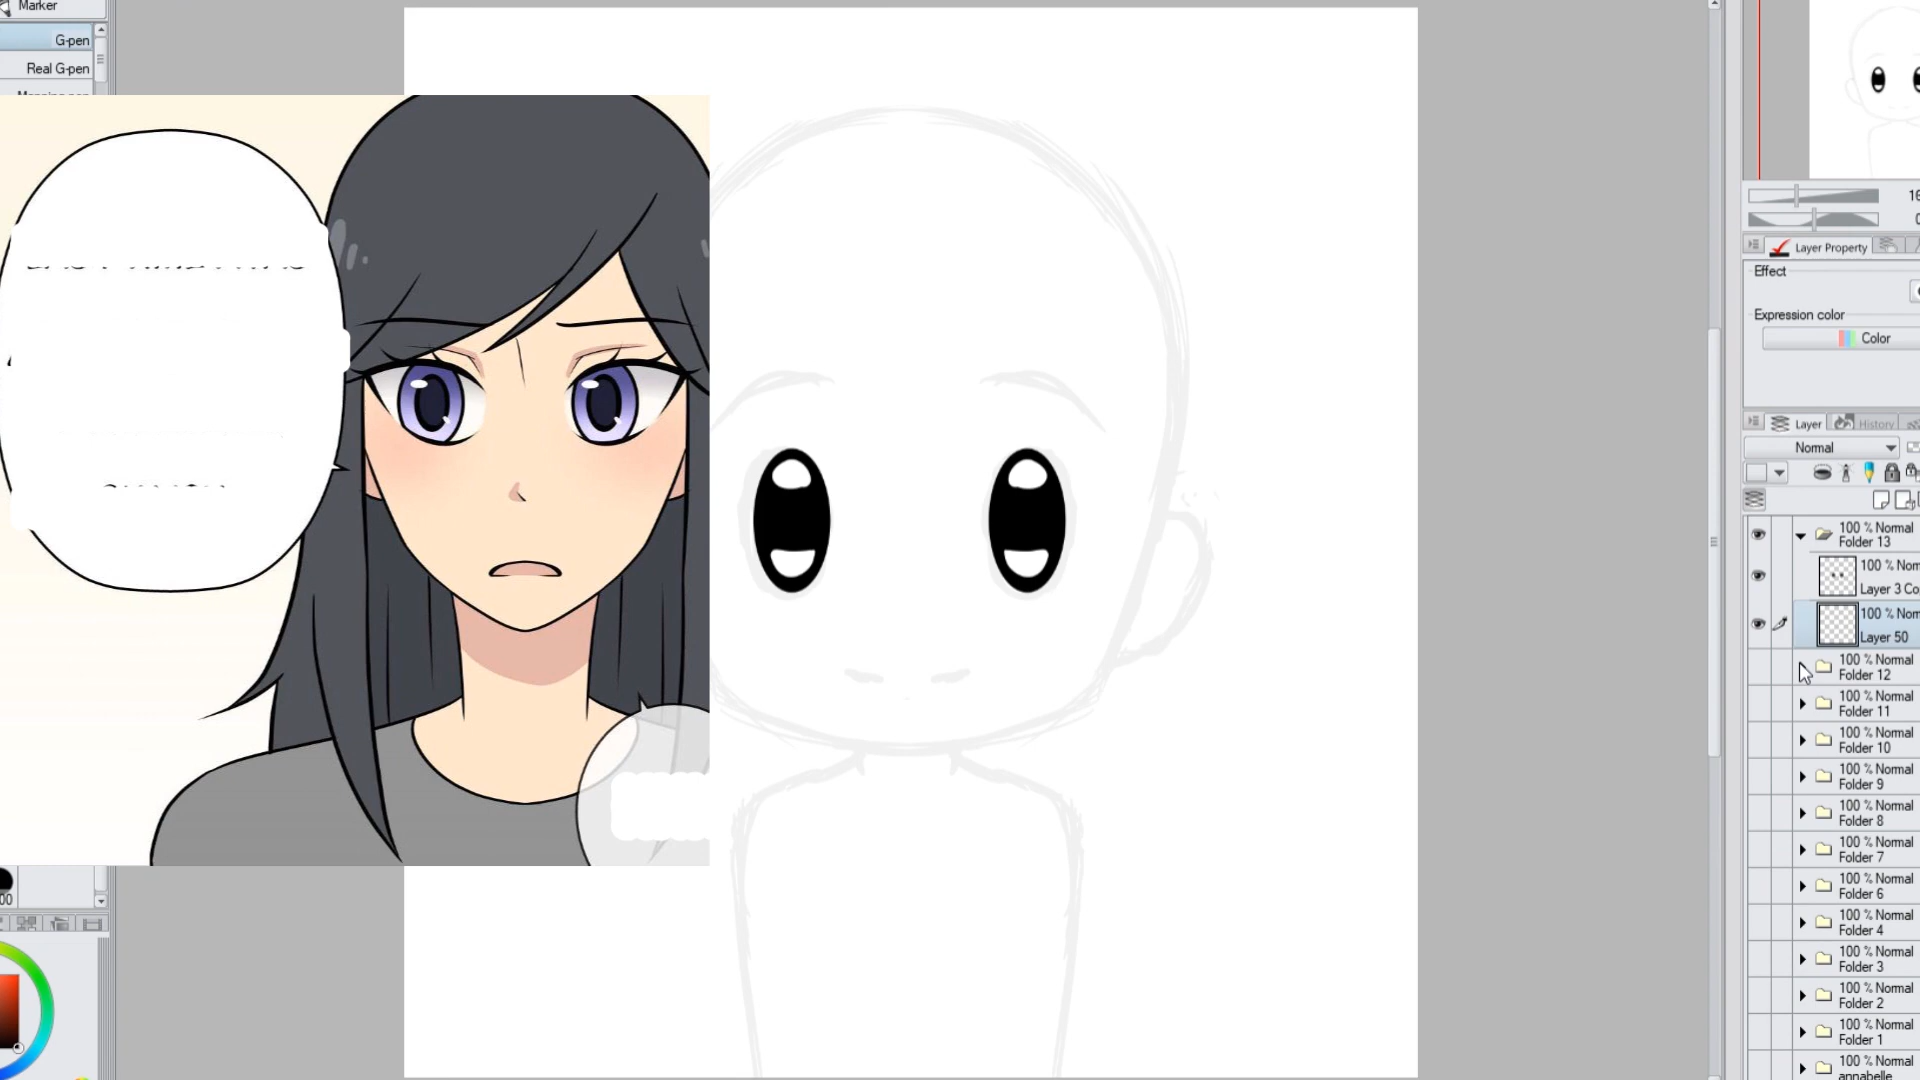 Marker
G-pen
Real G-pen
Layer Property
Effect
Expression color
Color
Layer
History
Normal
100 % Normal
Folder 13
100 % Nom
Layer 3 Co
100 % Nom
Layer 50
100 % Normal
Folder 12
100 % Normal
Folder 11
100 % Normal
Folder 10
100 % Normal
Folder 9
100 % Normal
Folder 8
100 % Normal
Folder 7
100 % Normal
Folder 6
100 % Normal
Folder 4
100 % Normal
Folder 3
100 % Normal
Folder 2
100 % Normal
Folder 1
100 % Normal
annabelle